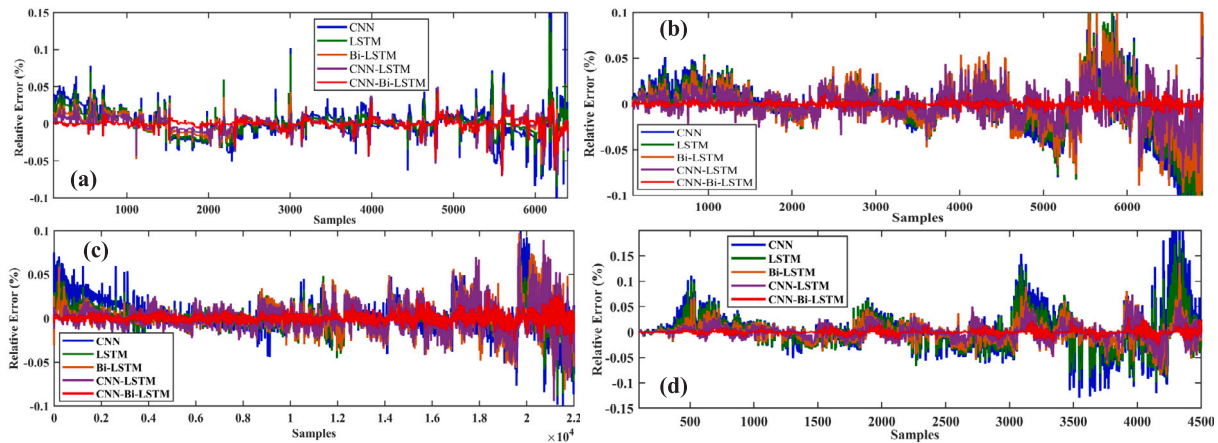 (a)
Relative Error (%)
0.15
0.1
0.05
0
-0.05
-0.1
CNN
LSTM
Bi-LSTM
CNN-LSTM
CNN-Bi-LSTM
1000 2000 3000 4000 5000 6000
Samples
(b)
Relative Error (%)
0.1
0.05
0
-0.05
-0.1
CNN
LSTM
Bi-LSTM
CNN-LSTM
CNN-Bi-LSTM
1000 2000 3000 4000 5000 6000
Samples
(c)
Relative Error (%)
0.1
0.05
0
-0.05
0.1
CNN
LSTM
Bi-LSTM
CNN-LSTM
CNN-Bi-LSTM
0 0.2 0.4 0.6 0.8 1.0 1.2 1.4 1.6 1.8 2.0 22
Samples
× 10⁴
(d)
Relative Error (%)
0.15
0.1
0.05
0
-0.05
-0.1
-0.15
CNN
LSTM
Bi-LSTM
CNN-LSTM
CNN-Bi-LSTM
500 1000 1500 2000 2500 3000 3500 4000 4500
Samples